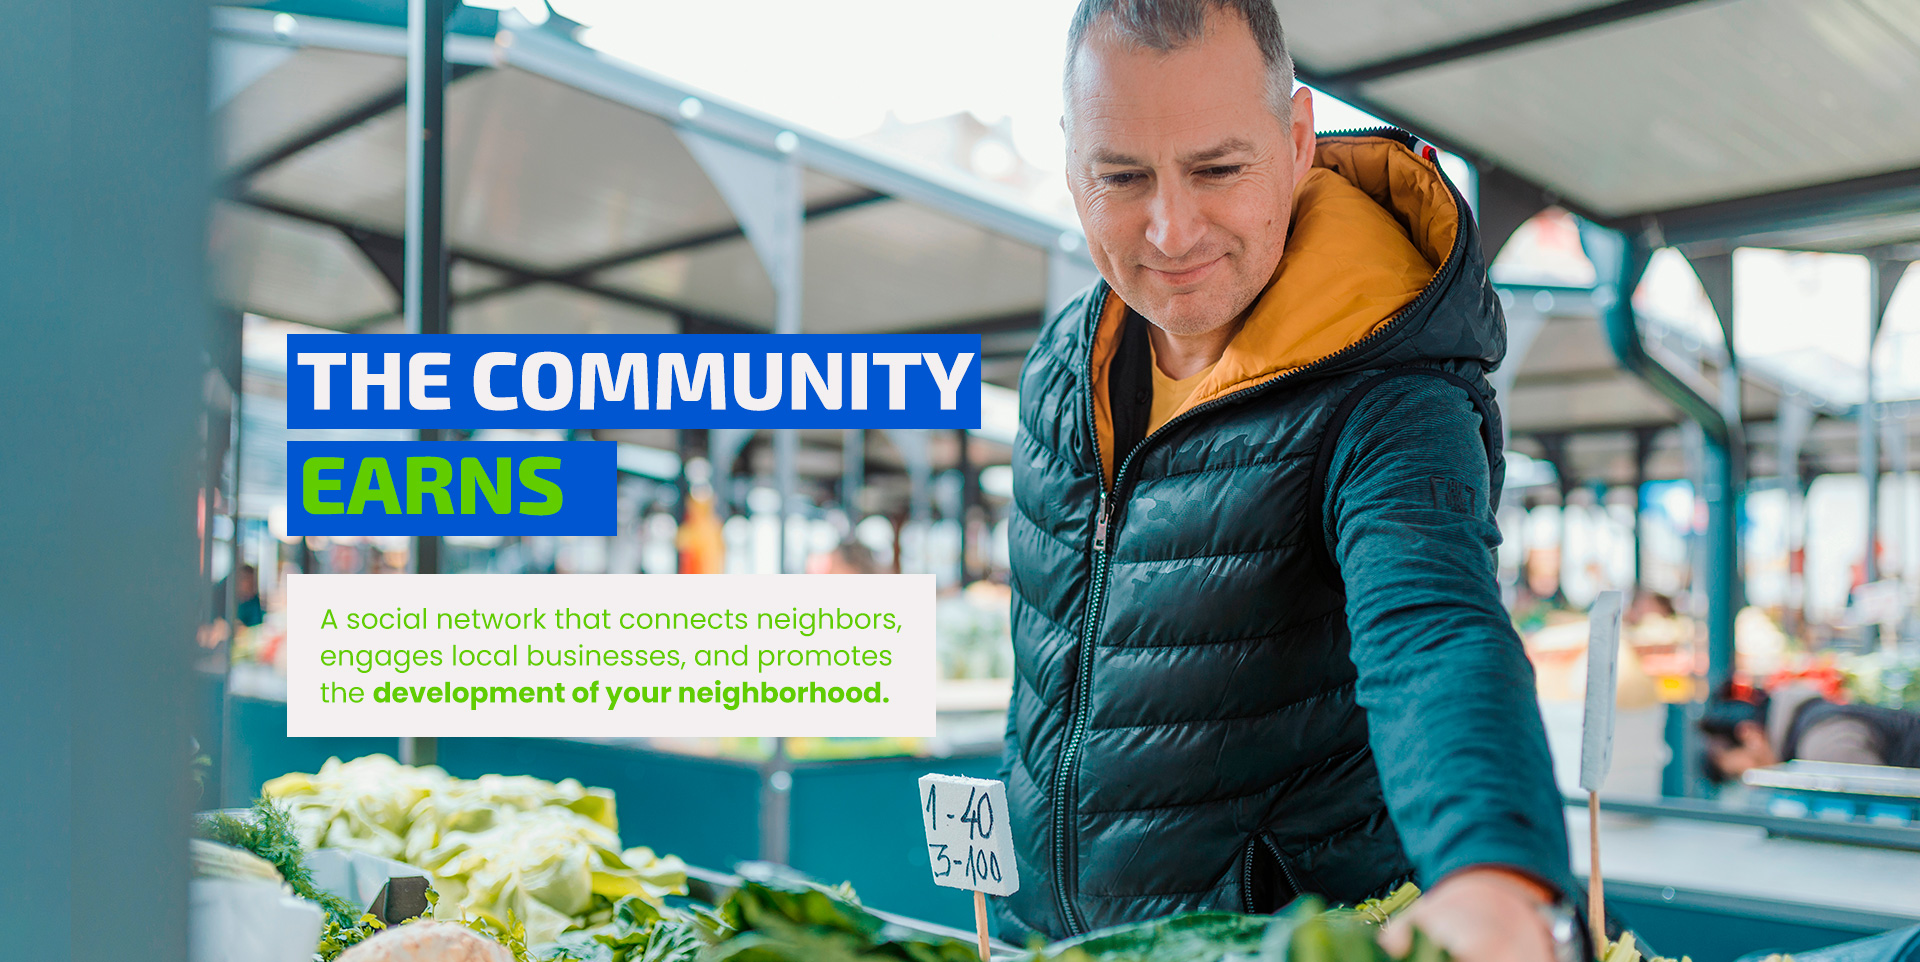 THE COMMUNITY
EARNS
A social network that connects neighbors,
engages local businesses, and promotes
the development of your neighborhood.
1-40
3-100